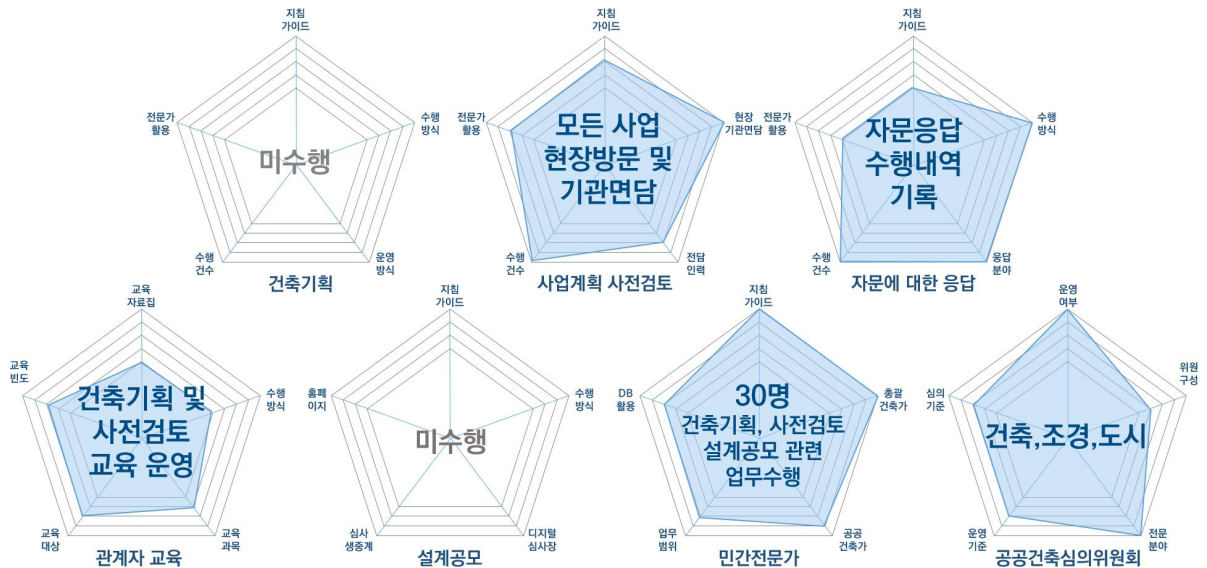 지침
가이드
전문가
활용
수행
방식
미수행
수행
건수
운영
방식
건축기획
지침
가이드
전문가
활용
현장
기관면담
모든 사업
현장방문 및
기관면담
수행
건수
전담
인력
사업계획 사전검토
지침
가이드
전문가
활용
수행
방식
자문응답
수행내역
기록
수행
건수
응답
분야
자문에 대한 응답
교육
자료집
교육
빈도
수행
방식
건축기획 및
사전검토
교육 운영
교육
대상
교육
과목
관계자 교육
지침
가이드
홈페
이지
수행
방식
미수행
심사
생중계
디지털
심사장
설계공모
지침
가이드
DB
활용
총괄
건축가
30명
건축기획, 사전검토
설계공모 관련
업무수행
업무
범위
공공
건축가
민간전문가
운영
여부
심의
기준
위원
구성
건축,조경,도시
운영
기준
전문
분야
공공건축심의위원회